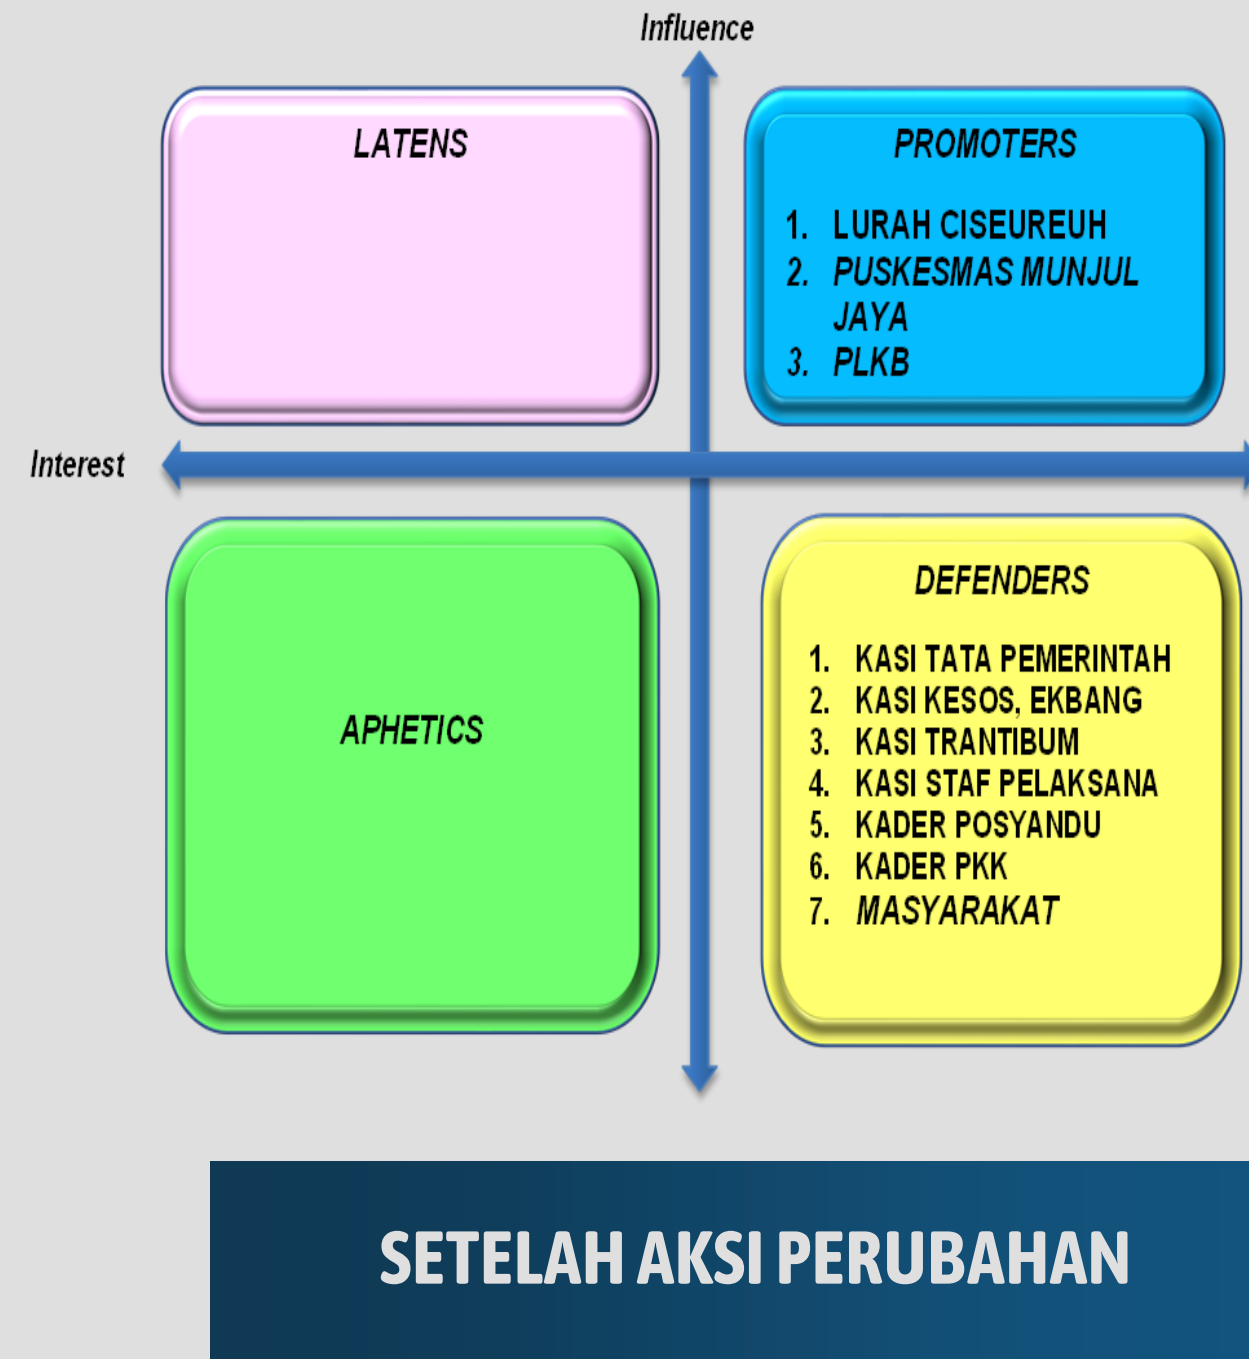 Influence
LATENS
PROMOTERS
1. LURAH CISEUREUH
2. PUSKESMAS MUNJUL
JAYA
3. PLKB
Interest
APHETICS
DEFENDERS
1. KASI TATA PEMERINTAH
2. KASI KESOS, EKBANG
3. KASI TRANTIBUM
4. KASI STAF PELAKSANA
5. KADER POSYANDU
6. KADER PKK
7. MASYARAKAT
SETELAH AKSI PERUBAHAN